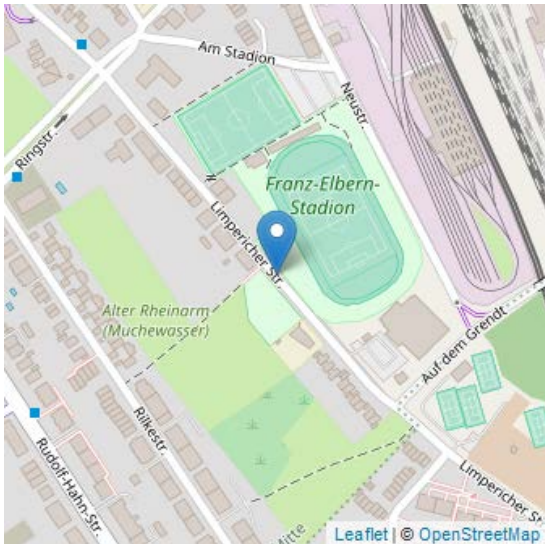 Am Stadion
Neustr.
Ringstr.
Franz-Elbern-
Stadion
Limpericher Str.
Alter Rheinarm
(Muchewasser)
Auf dem Grendt
Rilkestr.
Rudolf-Hahn-Str.
Limpericher Str.
Mitte
Leaflet | © OpenStreetMap